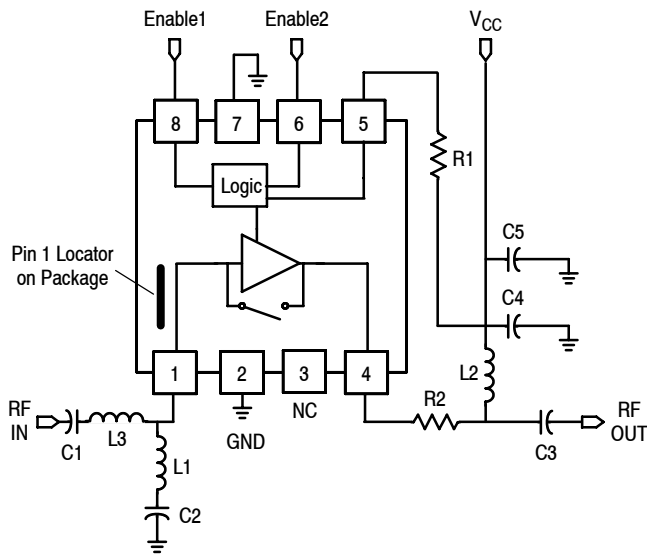 Enable1
Enable2
VCC
8
7
6
5
R1
Logic
C5
Pin 1 Locator
on Package
C4
1
2
3
4
L2
RF
IN
C1
L3
GND
NC
R2
C3
RF
OUT
L1
C2